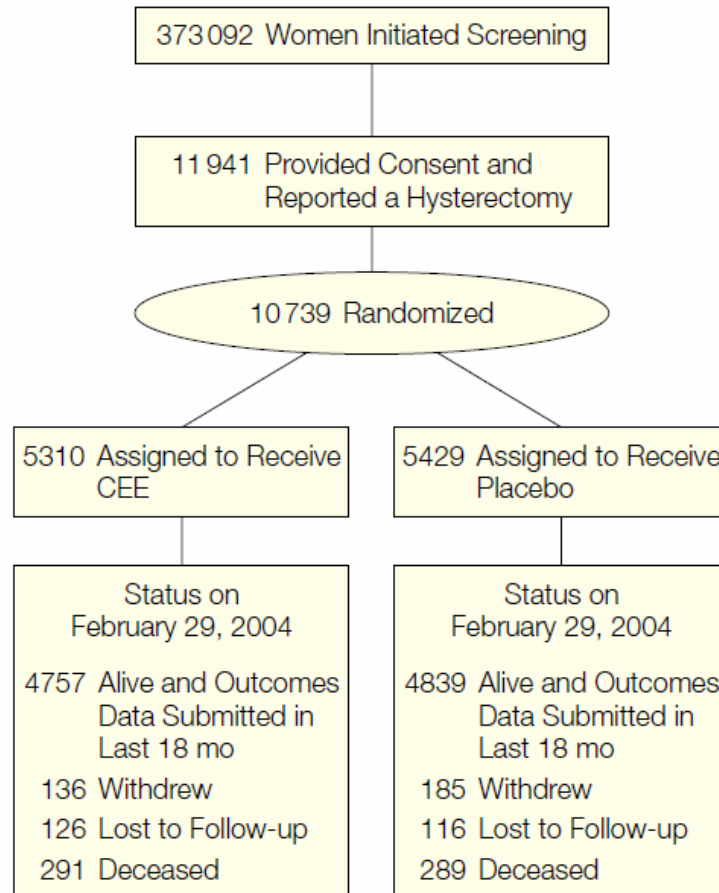 373 092 Women Initiated Screening
11 941 Provided Consent and
Reported a Hysterectomy
10 739 Randomized
5310 Assigned to Receive
CEE
5429 Assigned to Receive
Placebo
Status on
February 29, 2004
4757 Alive and Outcomes
Data Submitted in
Last 18 mo
136 Withdrew
126 Lost to Follow-up
291 Deceased
Status on
February 29, 2004
4839 Alive and Outcomes
Data Submitted in
Last 18 mo
185 Withdrew
116 Lost to Follow-up
289 Deceased